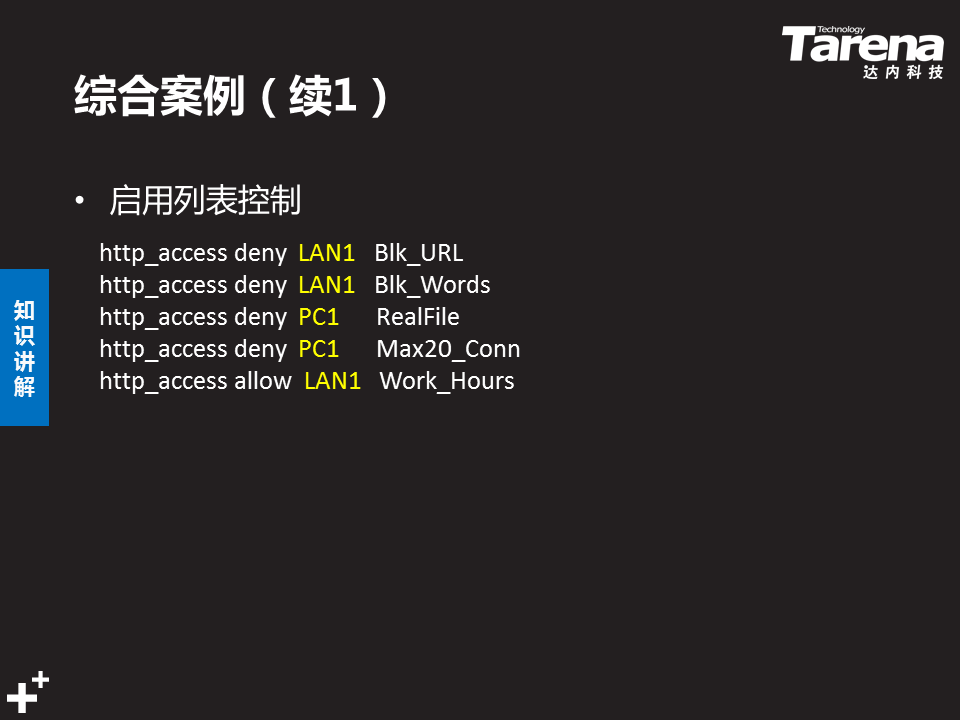 Technology
Tarena
达内科技
综合案例（续1）
• 启用列表控制
http_access deny LAN1 Blk_URL
http_access deny LAN1 Blk_Words
http_access deny PC1 RealFile
http_access deny PC1 Max20_Conn
http_access allow LAN1 Work_Hours
知
识
讲
解